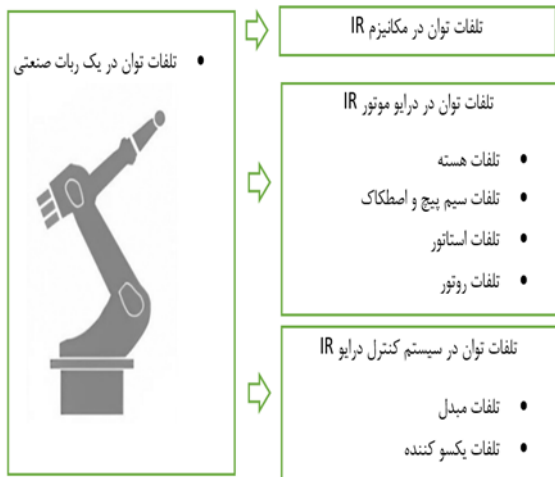 تلفات توان در یک ربات صنعتی
تلفات توان در مکانیزم IR
تلفات توان در درایو موتور IR
تلفات هسته
تلفات سیم پیچ و اصطکاک
تلفات استاتور
تلفات روتور
تلفات توان در سیستم کنترل درایو IR
تلفات مبدل
تلفات یکسو کننده